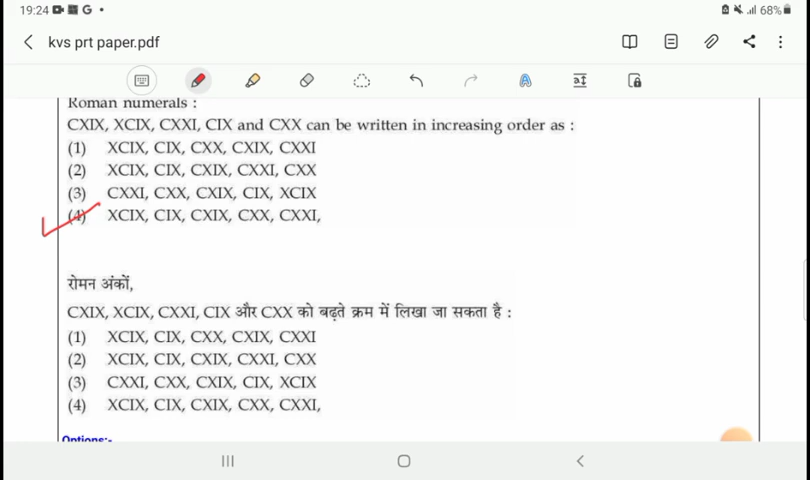 19:24 G •
68%
kvs prt paper.pdf
Roman numerals :
CXIX, XCIX, CXXI, CIX and CXX can be written in increasing order as :
(1) XCIX, CIX, CXX, CXIX, CXXI
(2) XCIX, CIX, CXIX, CXXI, CXX
(3) CXXI, CXX, CXIX, CIX, XCIX
(4) XCIX, CIX, CXIX, CXX, CXXI,
रोमन अंकों,
CXIX, XCIX, CXXI, CIX और CXX को बढ़ते क्रम में लिखा जा सकता है :
(1) XCIX, CIX, CXX, CXIX, CXXI
(2) XCIX, CIX, CXIX, CXXI, CXX
(3) CXXI, CXX, CXIX, CIX, XCIX
(4) XCIX, CIX, CXIX, CXX, CXXI,
Options:-